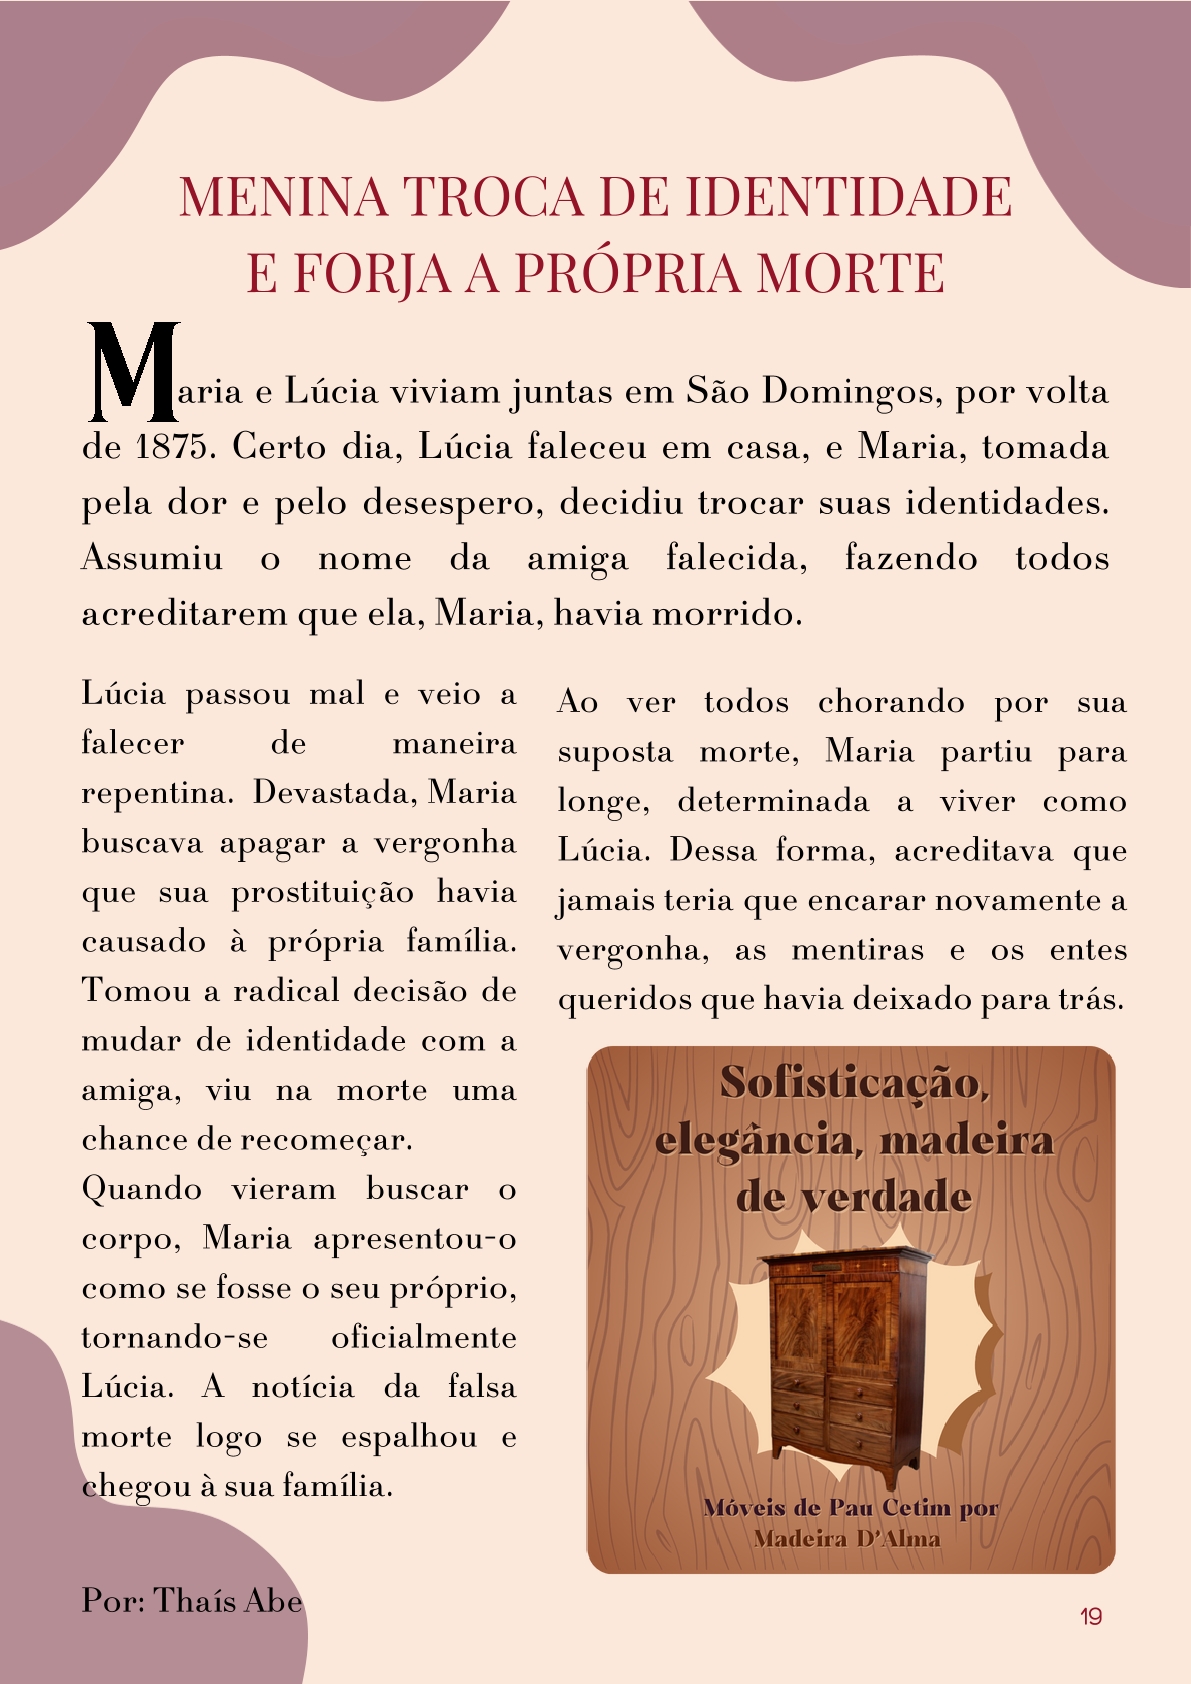 MENINA TROCA DE IDENTIDADE
E FORJA A PRÓPRIA MORTE
Maria e Lúcia viviam juntas em São Domingos, por volta
de 1875. Certo dia, Lúcia faleceu em casa, e Maria, tomada
pela dor e pelo desespero, decidiu trocar suas identidades.
Assumiu o nome da amiga falecida, fazendo todos
acreditarem que ela, Maria, havia morrido.
Lúcia passou mal e veio a
falecer de maneira
repentina. Devastada, Maria
buscava apagar a vergonha
que sua prostituição havia
causado à própria família.
Tomou a radical decisão de
mudar de identidade com a
amiga, viu na morte uma
chance de recomeçar.
Quando vieram buscar o
corpo, Maria apresentou-o
como se fosse o seu próprio,
tornando-se oficialmente
Lúcia. A notícia da falsa
morte logo se espalhou e
chegou à sua família.
Ao ver todos chorando por sua
suposta morte, Maria partiu para
longe, determinada a viver como
Lúcia. Dessa forma, acreditava que
jamais teria que encarar novamente a
vergonha, as mentiras e os entes
queridos que havia deixado para trás.
Sofisticação,
elegância, madeira
de verdade
Móveis de Pau Cetim por
Madeira D'Alma
Por: Thaís Abe
19